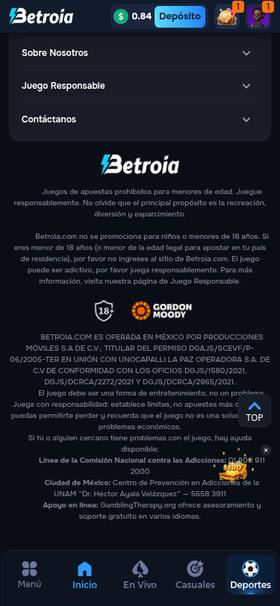 Betroia
0.84
Depósito
1
1
Sobre Nosotros
Juego Responsable
Contáctanos
Betroia
Juegos de apuestas prohibidos para menores de edad. Juegue
responsablemente. No olvide que el principal propósito es la recreación,
diversión y esparcimiento.
Betroia.com no se promociona para niños o menores de 18 años. Si
eres menor de 18 años (o menor de la edad legal para apostar en tu país
de residencia), por favor no ingreses al sitio de Betroia.com. El juego
puede ser adictivo, por favor juega responsablemente. Para más
información, visita nuestra página de Juego Responsable.
18+
GORDON
MOODY
BETROIA.COM ES OPERADA EN MÉXICO POR PRODUCCIONES
MÓVILES S.A DE C.V.; TITULAR DEL PERMISO DGAJS/SCEVF/P-
06/2005-TER EN UNIÓN CON UNOCAPALLI LA PAZ OPERADORA S.A. DE
C.V DE CONFORMIDAD CON LOS OFICIOS DGJS/1580/2021,
DGJS/DCRCA/2272/2021 Y DGJS/DCRCA/2965/2021.
El juego debe ser una forma de entretenimiento, no un problema.
Juega con responsabilidad: establece límites, no apuestes más
puedas permitirte perder y recuerda que el juego no es una
problemas económicos.
Si tú o alguien cercano tiene problemas con el juego, hay ayuda
disponible:
Línea de la Comisión Nacional contra las Adicciones: 911
2000
Ciudad de México: Centro de Prevención en Adicciones de la
UNAM "Dr. Héctor Ayala Velázquez" — 5658 3911
Apoyo en línea: GamblingTherapy.org ofrece asesoramiento y
soporte gratuito en varios idiomas.
TOP
$100
Menú
Inicio
En Vivo
Casuales
Deportes